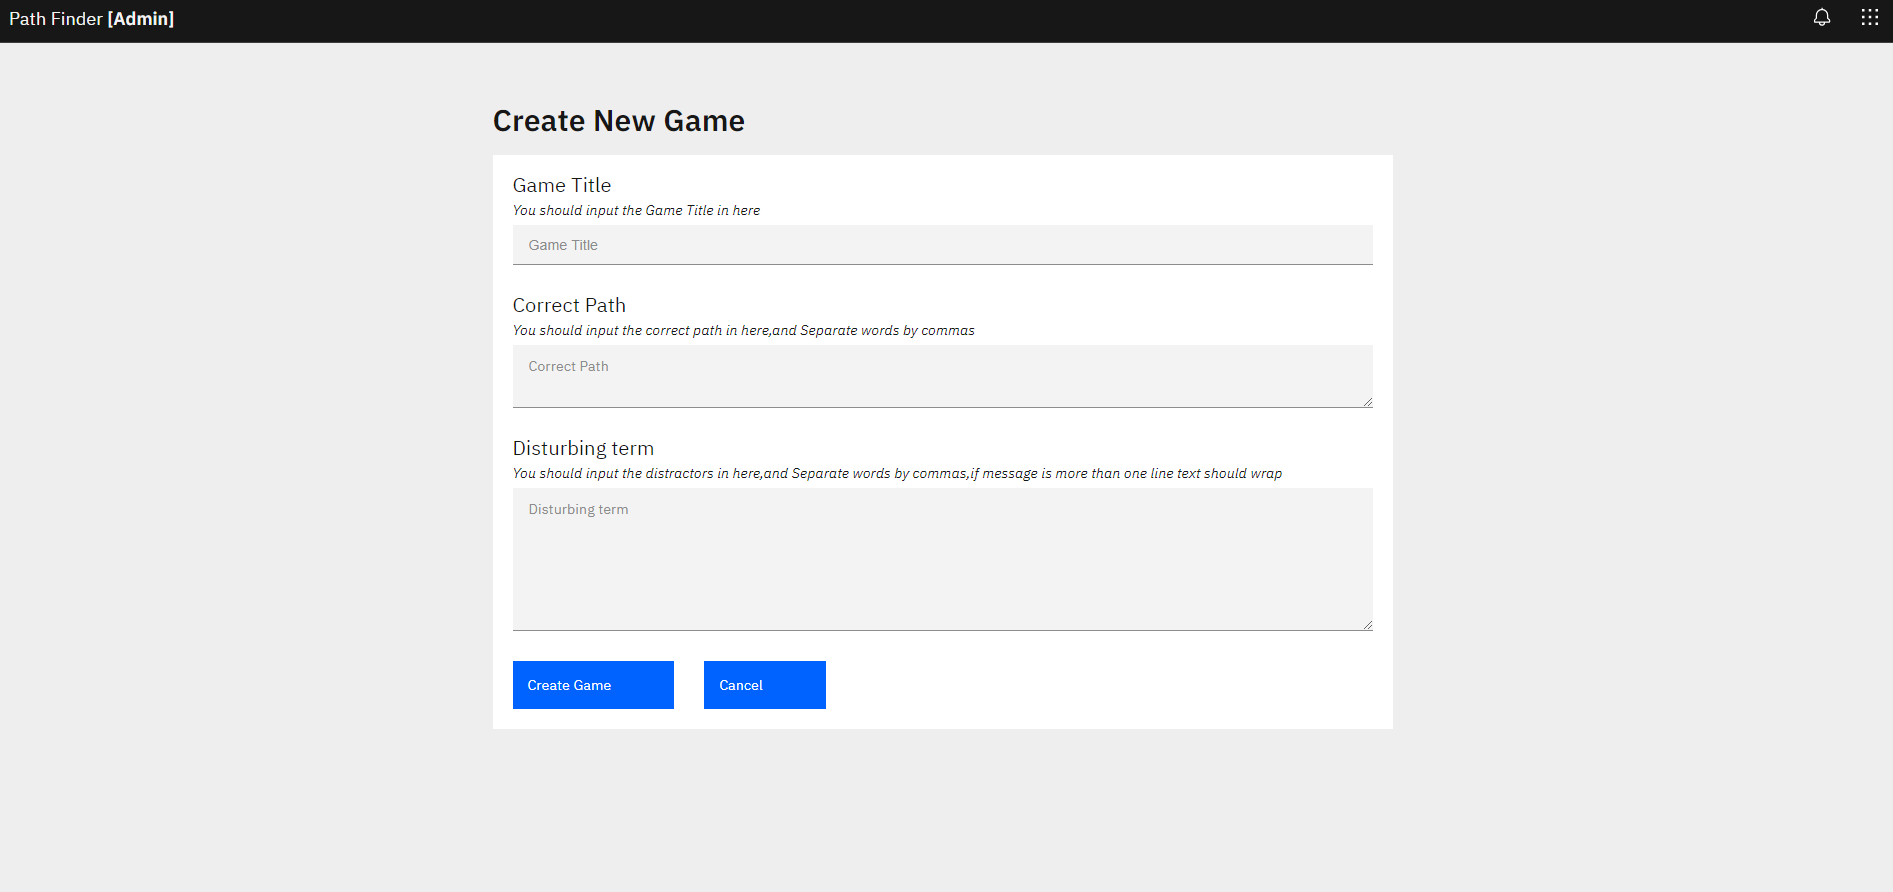 Path Finder [Admin]
Create New Game
Game Title
You should input the Game Title in here
Game Title
Correct Path
You should input the correct path in here,and Separate words by commas
Correct Path
Disturbing term
You should input the distractors in here,and Separate words by commas,if message is more than one line text should wrap
Disturbing term
Create Game
Cancel